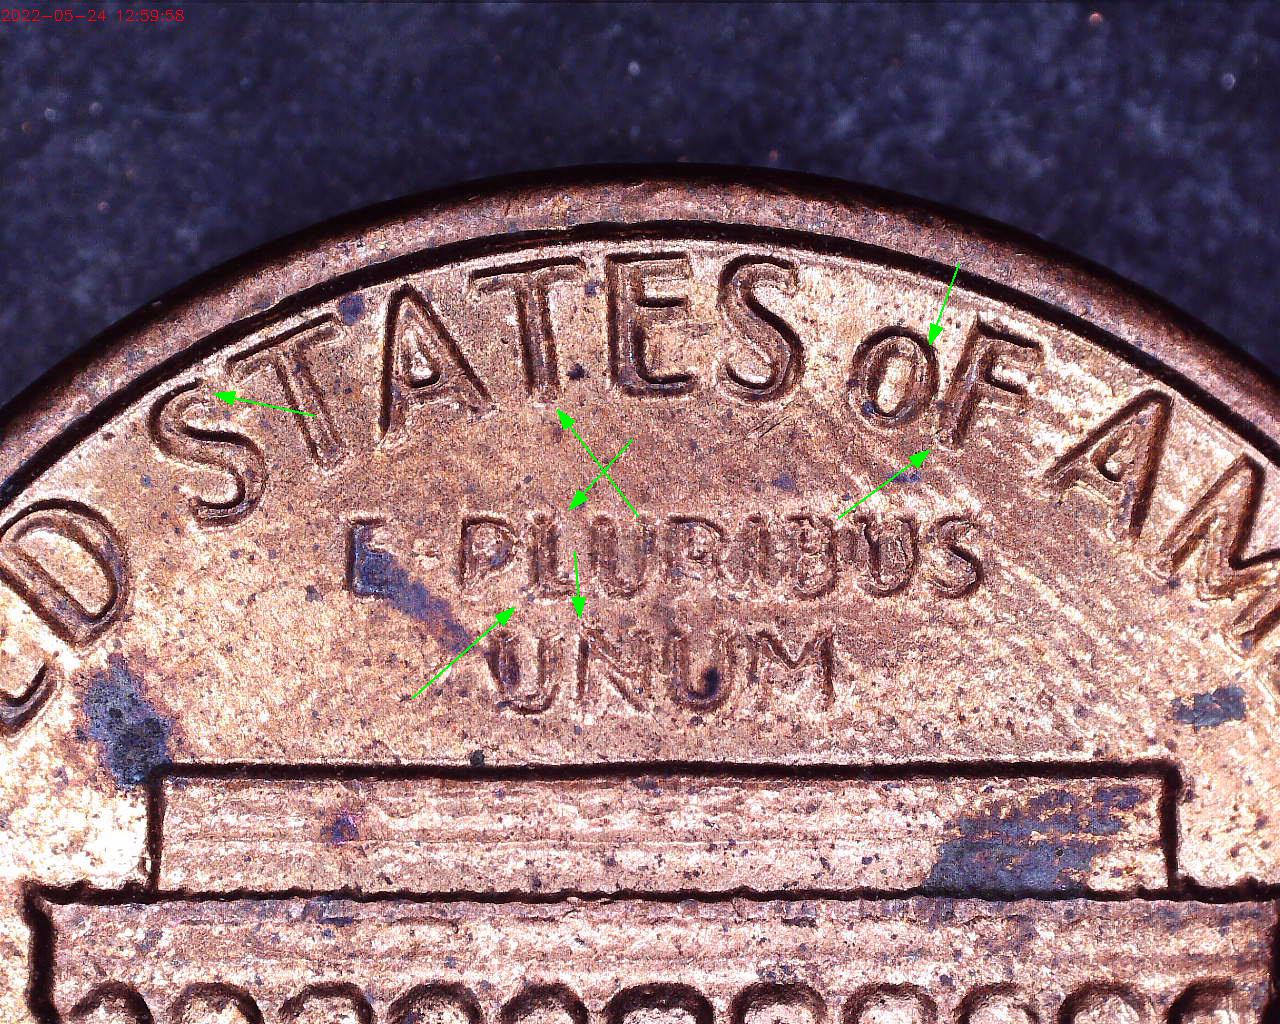 2022-05-24 12:59:58
D STATES OF AM
E·PLURIBUS
UNUM